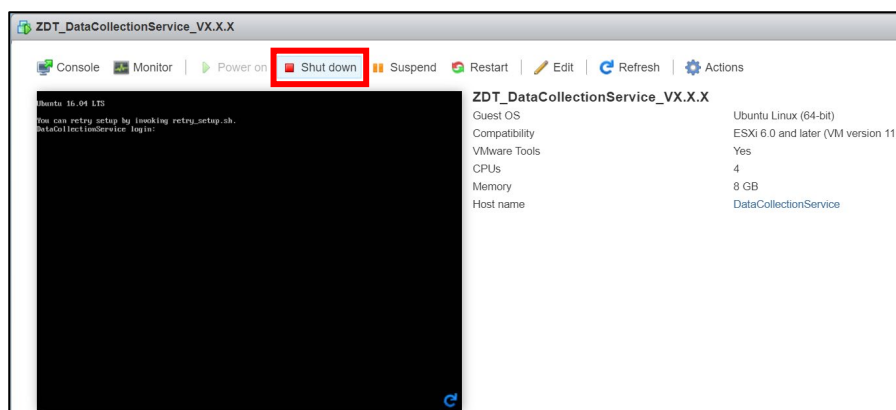 ZDT_DataCollectionService_VX.X.X
Console Monitor Power on Shut down Suspend Restart Edit Refresh Actions
Ubuntu 16.04 LTS
You can retry setup by invoking retry_setup.sh.
DataCollectionService login:
ZDT_DataCollectionService_VX.X.X
Guest OS Ubuntu Linux (64-bit)
Compatibility ESXi 6.0 and later (VM version 11
VMware Tools Yes
CPUs 4
Memory 8 GB
Host name DataCollectionService